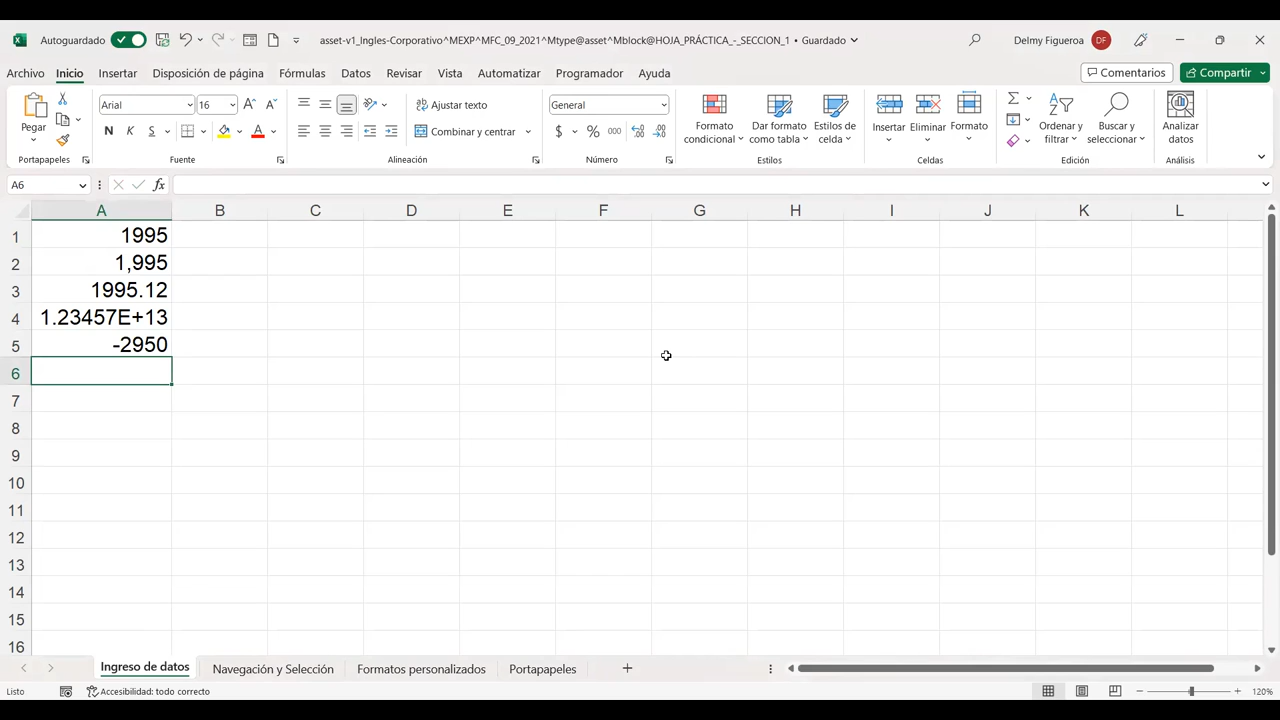 Autoguardado asset-v1_Ingles-Corporativo^MEXP^MFC_09_2021^Mtype@asset^Mblock@HOJA_PRÁCTICA_-_SECCION_1 • Guardado Delmy Figueroa DF
Archivo Inicio Insertar Disposición de página Fórmulas Datos Revisar Vista Automatizar Programador Ayuda Comentarios Compartir
Arial 16 Ajustar texto General
Pegar N K S Combinar y centrar $ % 000 Formato condicional Dar formato como tabla Estilos de celda Insertar Eliminar Formato Ordenar y filtrar Buscar y seleccionar Analizar datos
Portapapeles Fuente Alineación Número Estilos Celdas Edición Análisis
A6 fx
A B C D E F G H I J K L
1 1995
2 1,995
3 1995.12
4 1.23457E+13
5 -2950
6
7
8
9
10
11
12
13
14
15
16
Ingreso de datos Navegación y Selección Formatos personalizados Portapapeles
Listo Accesibilidad: todo correcto 120%